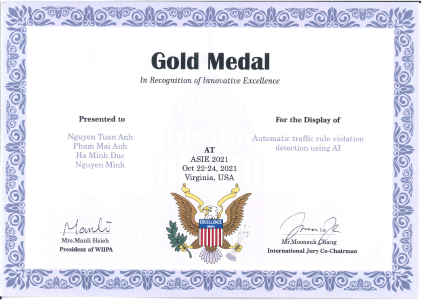 Gold Medal
In Recognition of Innovative Excellence
Presented to
Nguyen Tuan Anh
Pham Mai Anh
Ha Minh Duc
Nguyen Minh
For the Display of
Automatic traffic rule violation
detection using AI
AT
ASIE 2021
Oct 22-24, 2021
Virginia, USA
EXCELLENCE
Manli
Mrs.Manli Hsieh
President of WIIPA
Mr.Moonsuk Chang
International Jury Co-Chairman